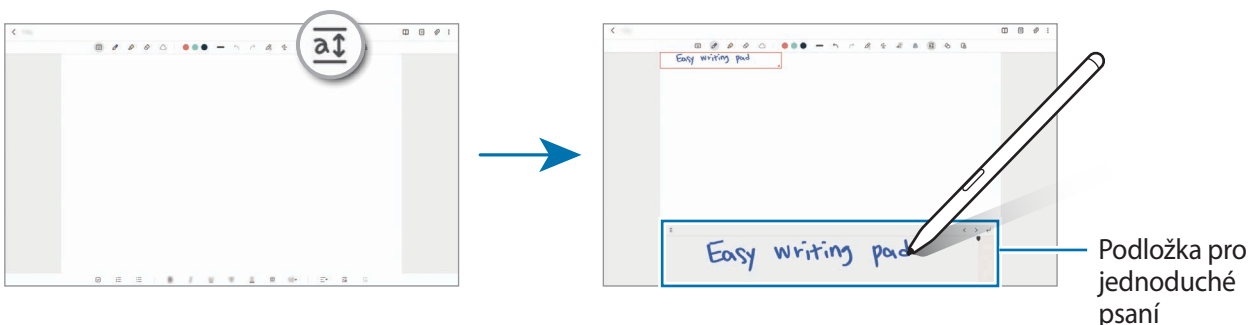 a
Easy writing pad
Easy writing pad
Podložka pro
jednoduché
psaní